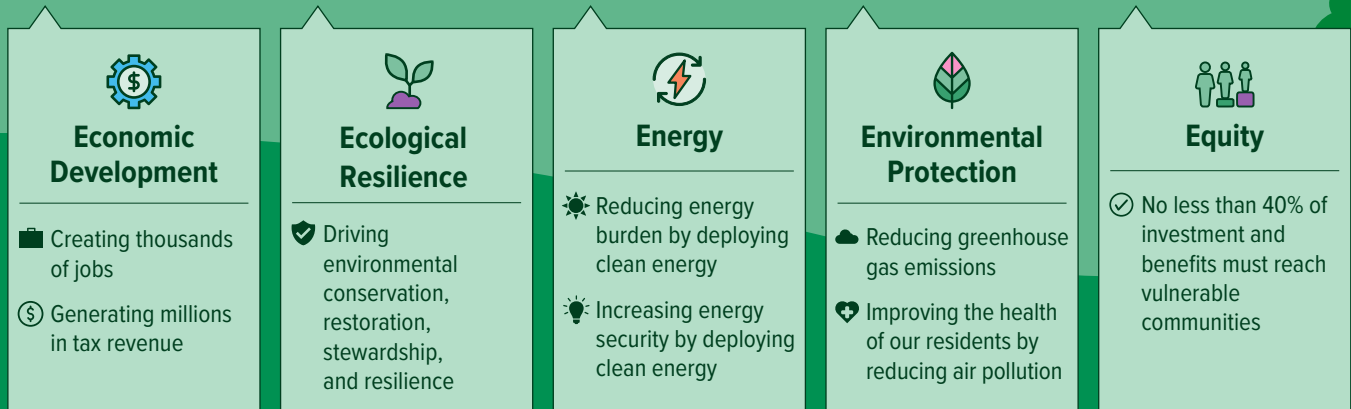 Economic
Development
Creating thousands
of jobs
Generating millions
in tax revenue
Ecological
Resilience
Driving
environmental
conservation,
restoration,
stewardship,
and resilience
Energy
Reducing energy
burden by deploying
clean energy
Increasing energy
security by deploying
clean energy
Environmental
Protection
Reducing greenhouse
gas emissions
Improving the health
of our residents by
reducing air pollution
Equity
No less than 40% of
investment and
benefits must reach
vulnerable
communities